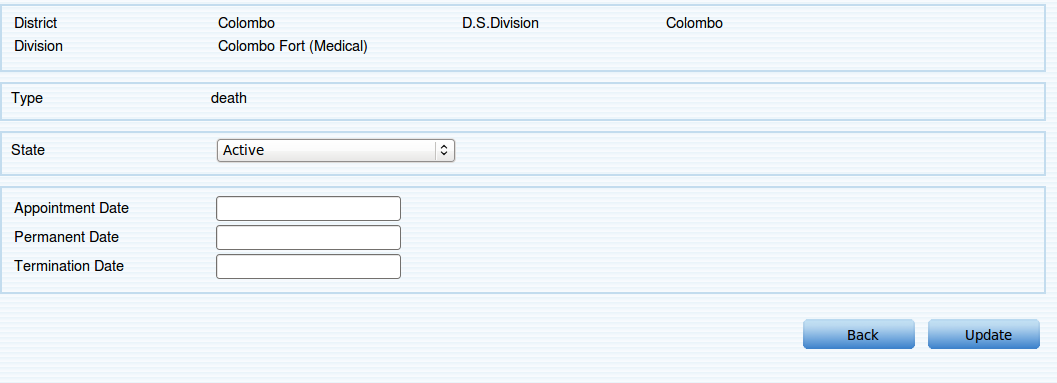 District Colombo D.S.Division Colombo
Division Colombo Fort (Medical)
Type death
State Active
Appointment Date
Permanent Date
Termination Date
Back Update